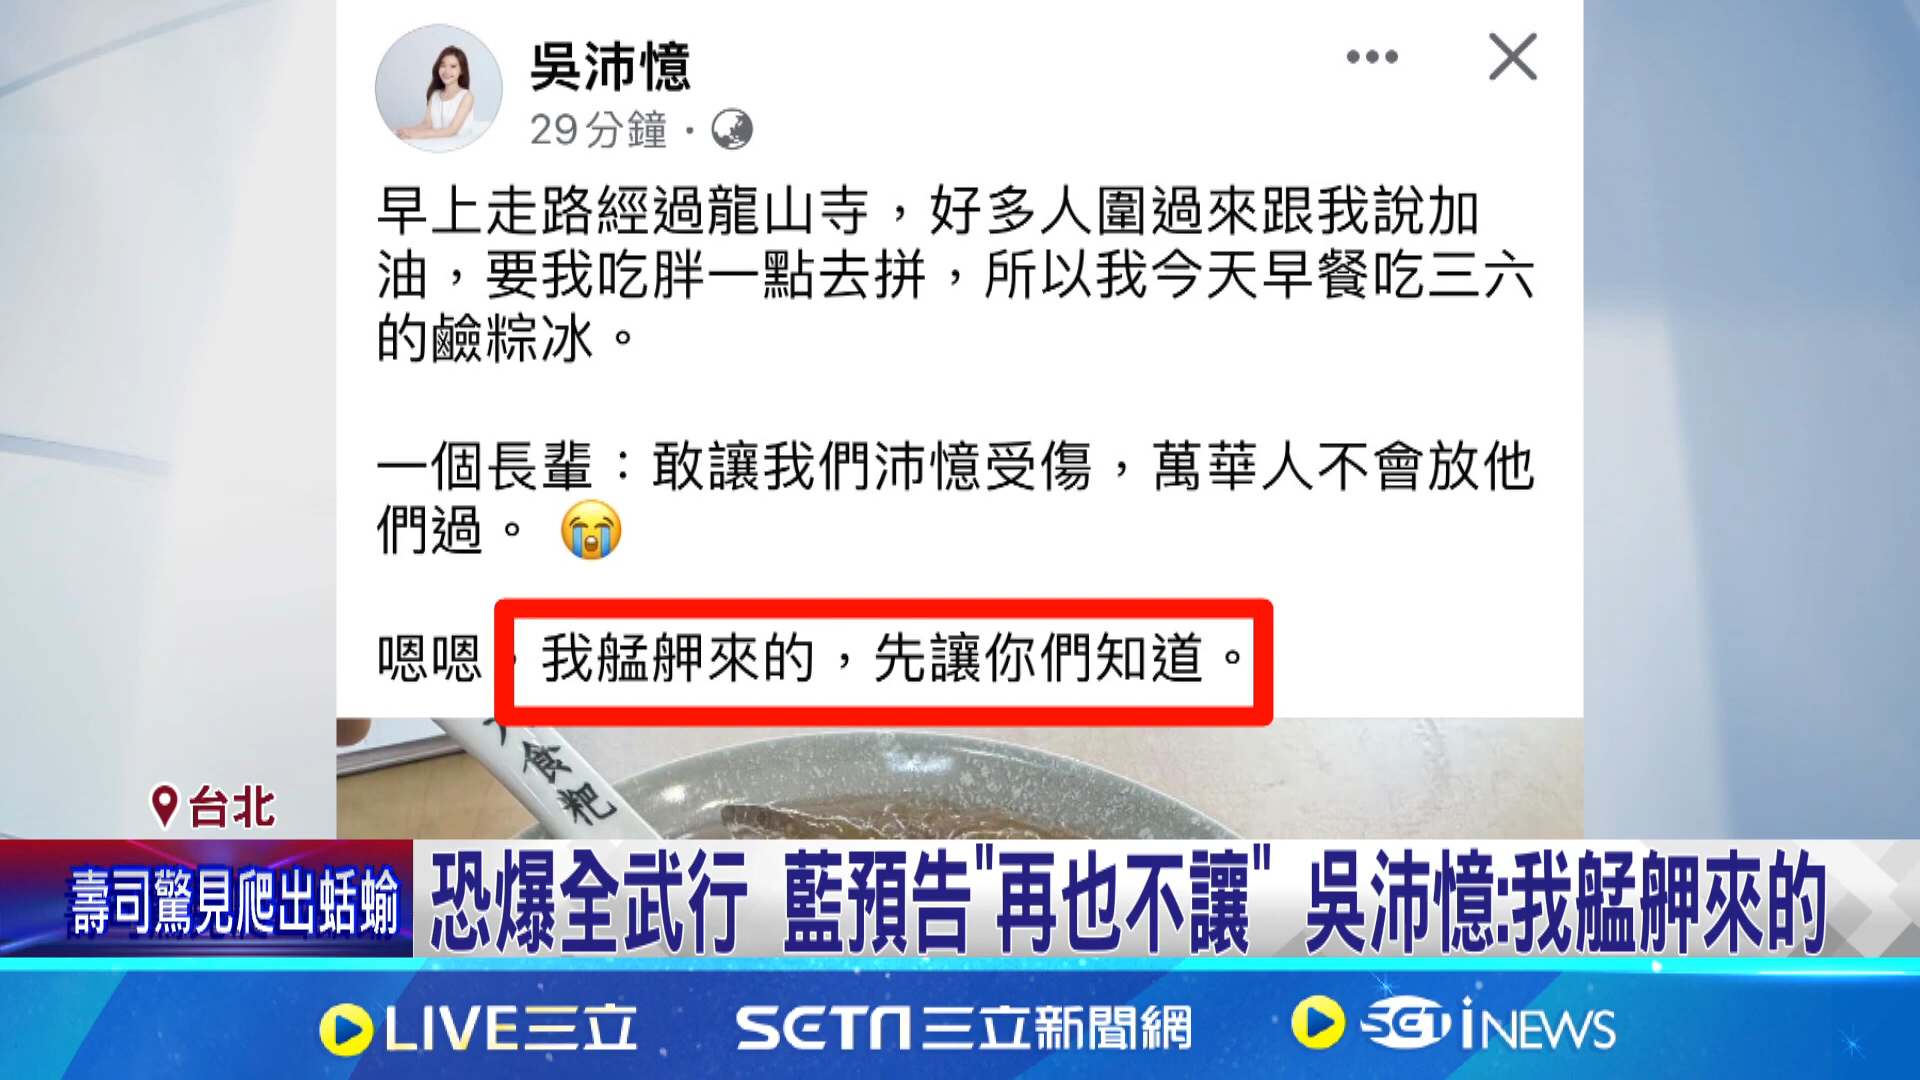 吳沛憶
29分鐘
早上走路經過龍山寺，好多人圍過來跟我說加
油，要我吃胖一點去拼，所以我今天早餐吃三六
的鹼粽冰。
一個長輩：敢讓我們沛憶受傷，萬華人不會放他
們過。
嗯嗯，我艋舺來的，先讓你們知道。
食粑
台北
壽司驚見爬出蛞蝓
恐爆全武行 藍預告"再也不讓" 吳沛憶:我艋舺來的
LIVE三立
SETN三立新聞網
SET iNEWS